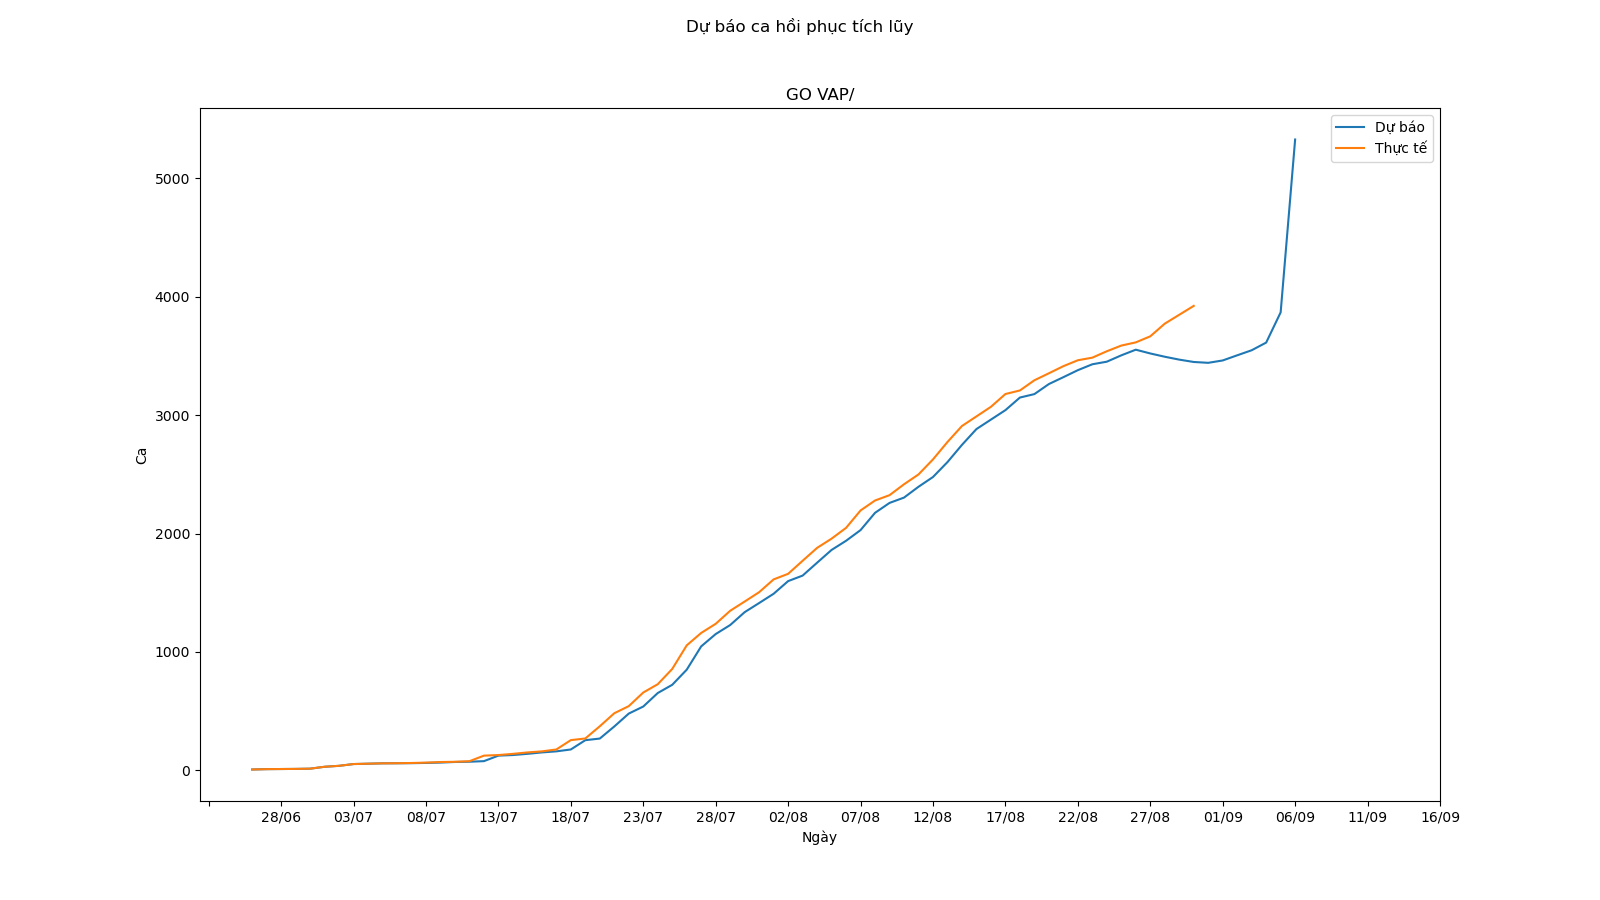 Dự báo ca hồi phục tích lũy
GO VAP/
Dự báo
Thực tế
5000
4000
3000
2000
1000
0
Ca
28/06 03/07 08/07 13/07 18/07 23/07 28/07 02/08 07/08 12/08 17/08 22/08 27/08 01/09 06/09 11/09 16/09
Ngày